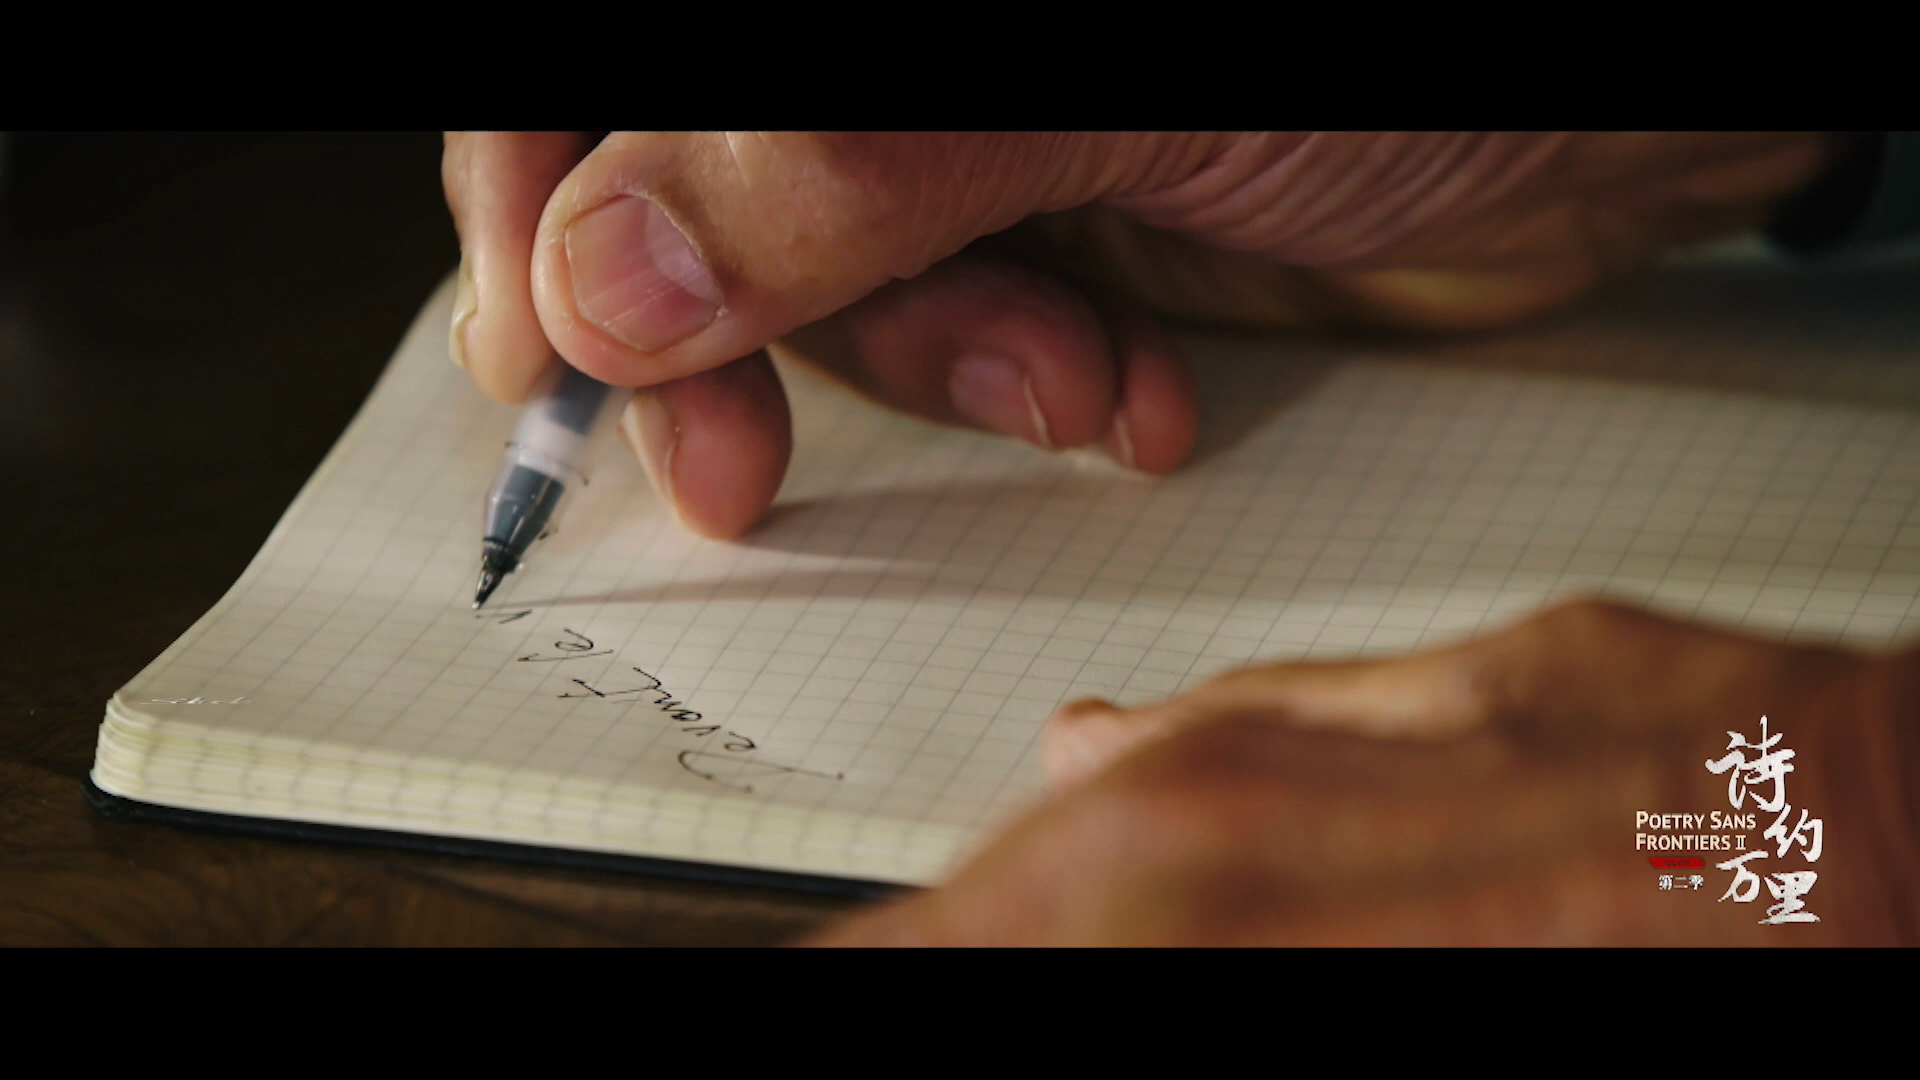 Devant le v
诗约万里
POETRY SANS
FRONTIERS II
第二季